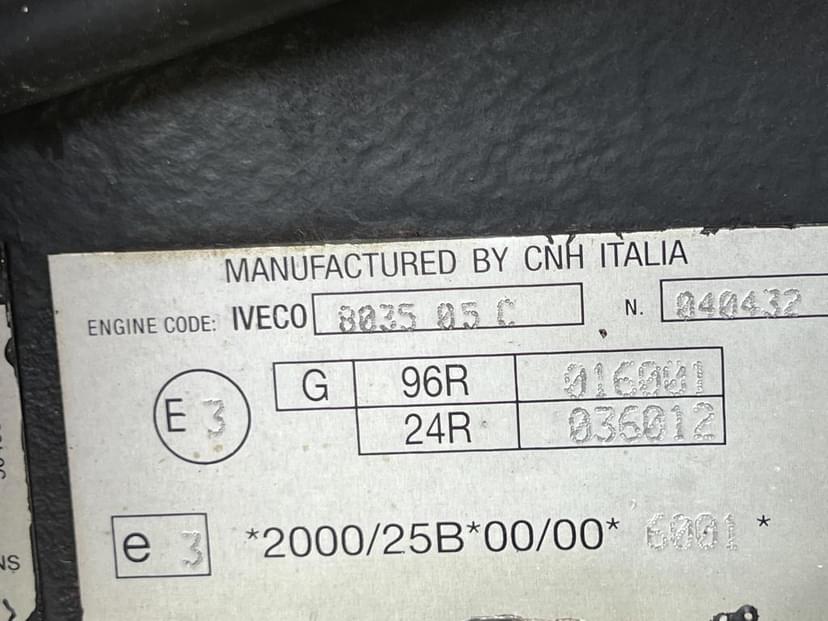 MANUFACTURED BY CNH ITALIA
ENGINE CODE: IVECO 8035 05 C N. 040432
G 96R 016001
E 3
24R 036012
e 3 *2000/25B*00/00* 6001 *
NS